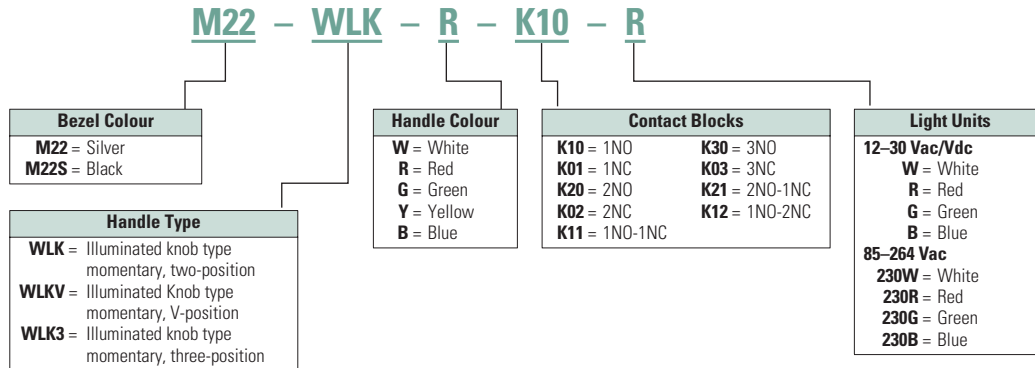 M22 – WLK – R – K10 – R
Bezel Colour
M22 = Silver
M22S = Black
Handle Type
WLK = Illuminated knob type
momentary, two-position
WLKV = Illuminated Knob type
momentary, V-position
WLK3 = Illuminated knob type
momentary, three-position
Handle Colour
W = White
R = Red
G = Green
Y = Yellow
B = Blue
Contact Blocks
K10 = 1NO
K01 = 1NC
K20 = 2NO
K02 = 2NC
K11 = 1NO-1NC
K30 = 3NO
K03 = 3NC
K21 = 2NO-1NC
K12 = 1NO-2NC
Light Units
12–30 Vac/Vdc
W = White
R = Red
G = Green
B = Blue
85–264 Vac
230W = White
230R = Red
230G = Green
230B = Blue